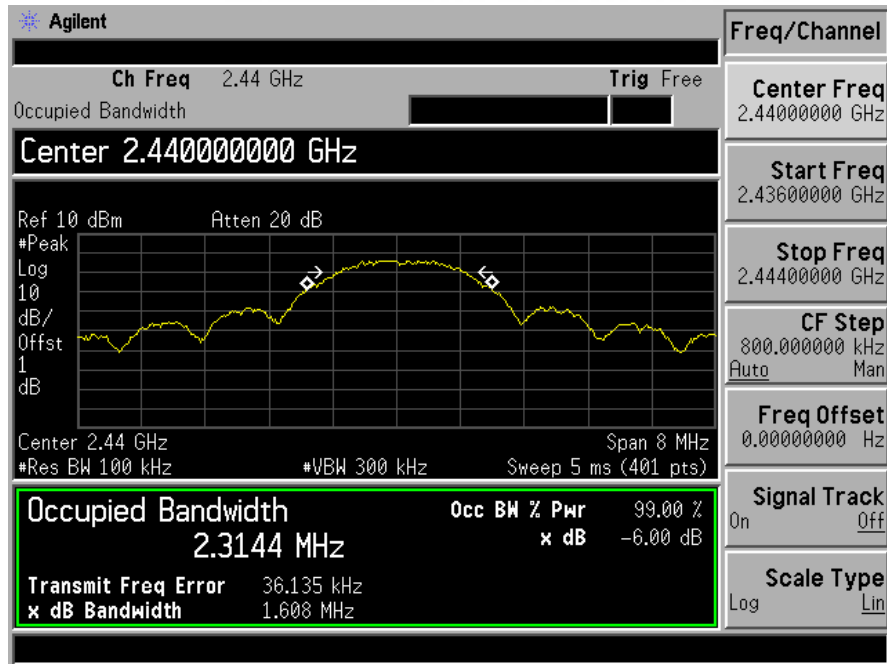 Agilent
Freq/Channel
Ch Freq 2.44 GHz Trig Free
Occupied Bandwidth
Center 2.440000000 GHz
Ref 10 dBm Atten 20 dB
#Peak
Log
10
dB/
Offst
1
dB
Center 2.44 GHz Span 8 MHz
#Res BW 100 kHz #VBW 300 kHz Sweep 5 ms (401 pts)
Occupied Bandwidth Occ BW % Pwr 99.00 %
2.3144 MHz x dB -6.00 dB
Transmit Freq Error 36.135 kHz
x dB Bandwidth 1.608 MHz
Center Freq
2.44000000 GHz
Start Freq
2.43600000 GHz
Stop Freq
2.44400000 GHz
CF Step
800.000000 kHz
Auto Man
Freq Offset
0.00000000 Hz
Signal Track
On Off
Scale Type
Log Lin